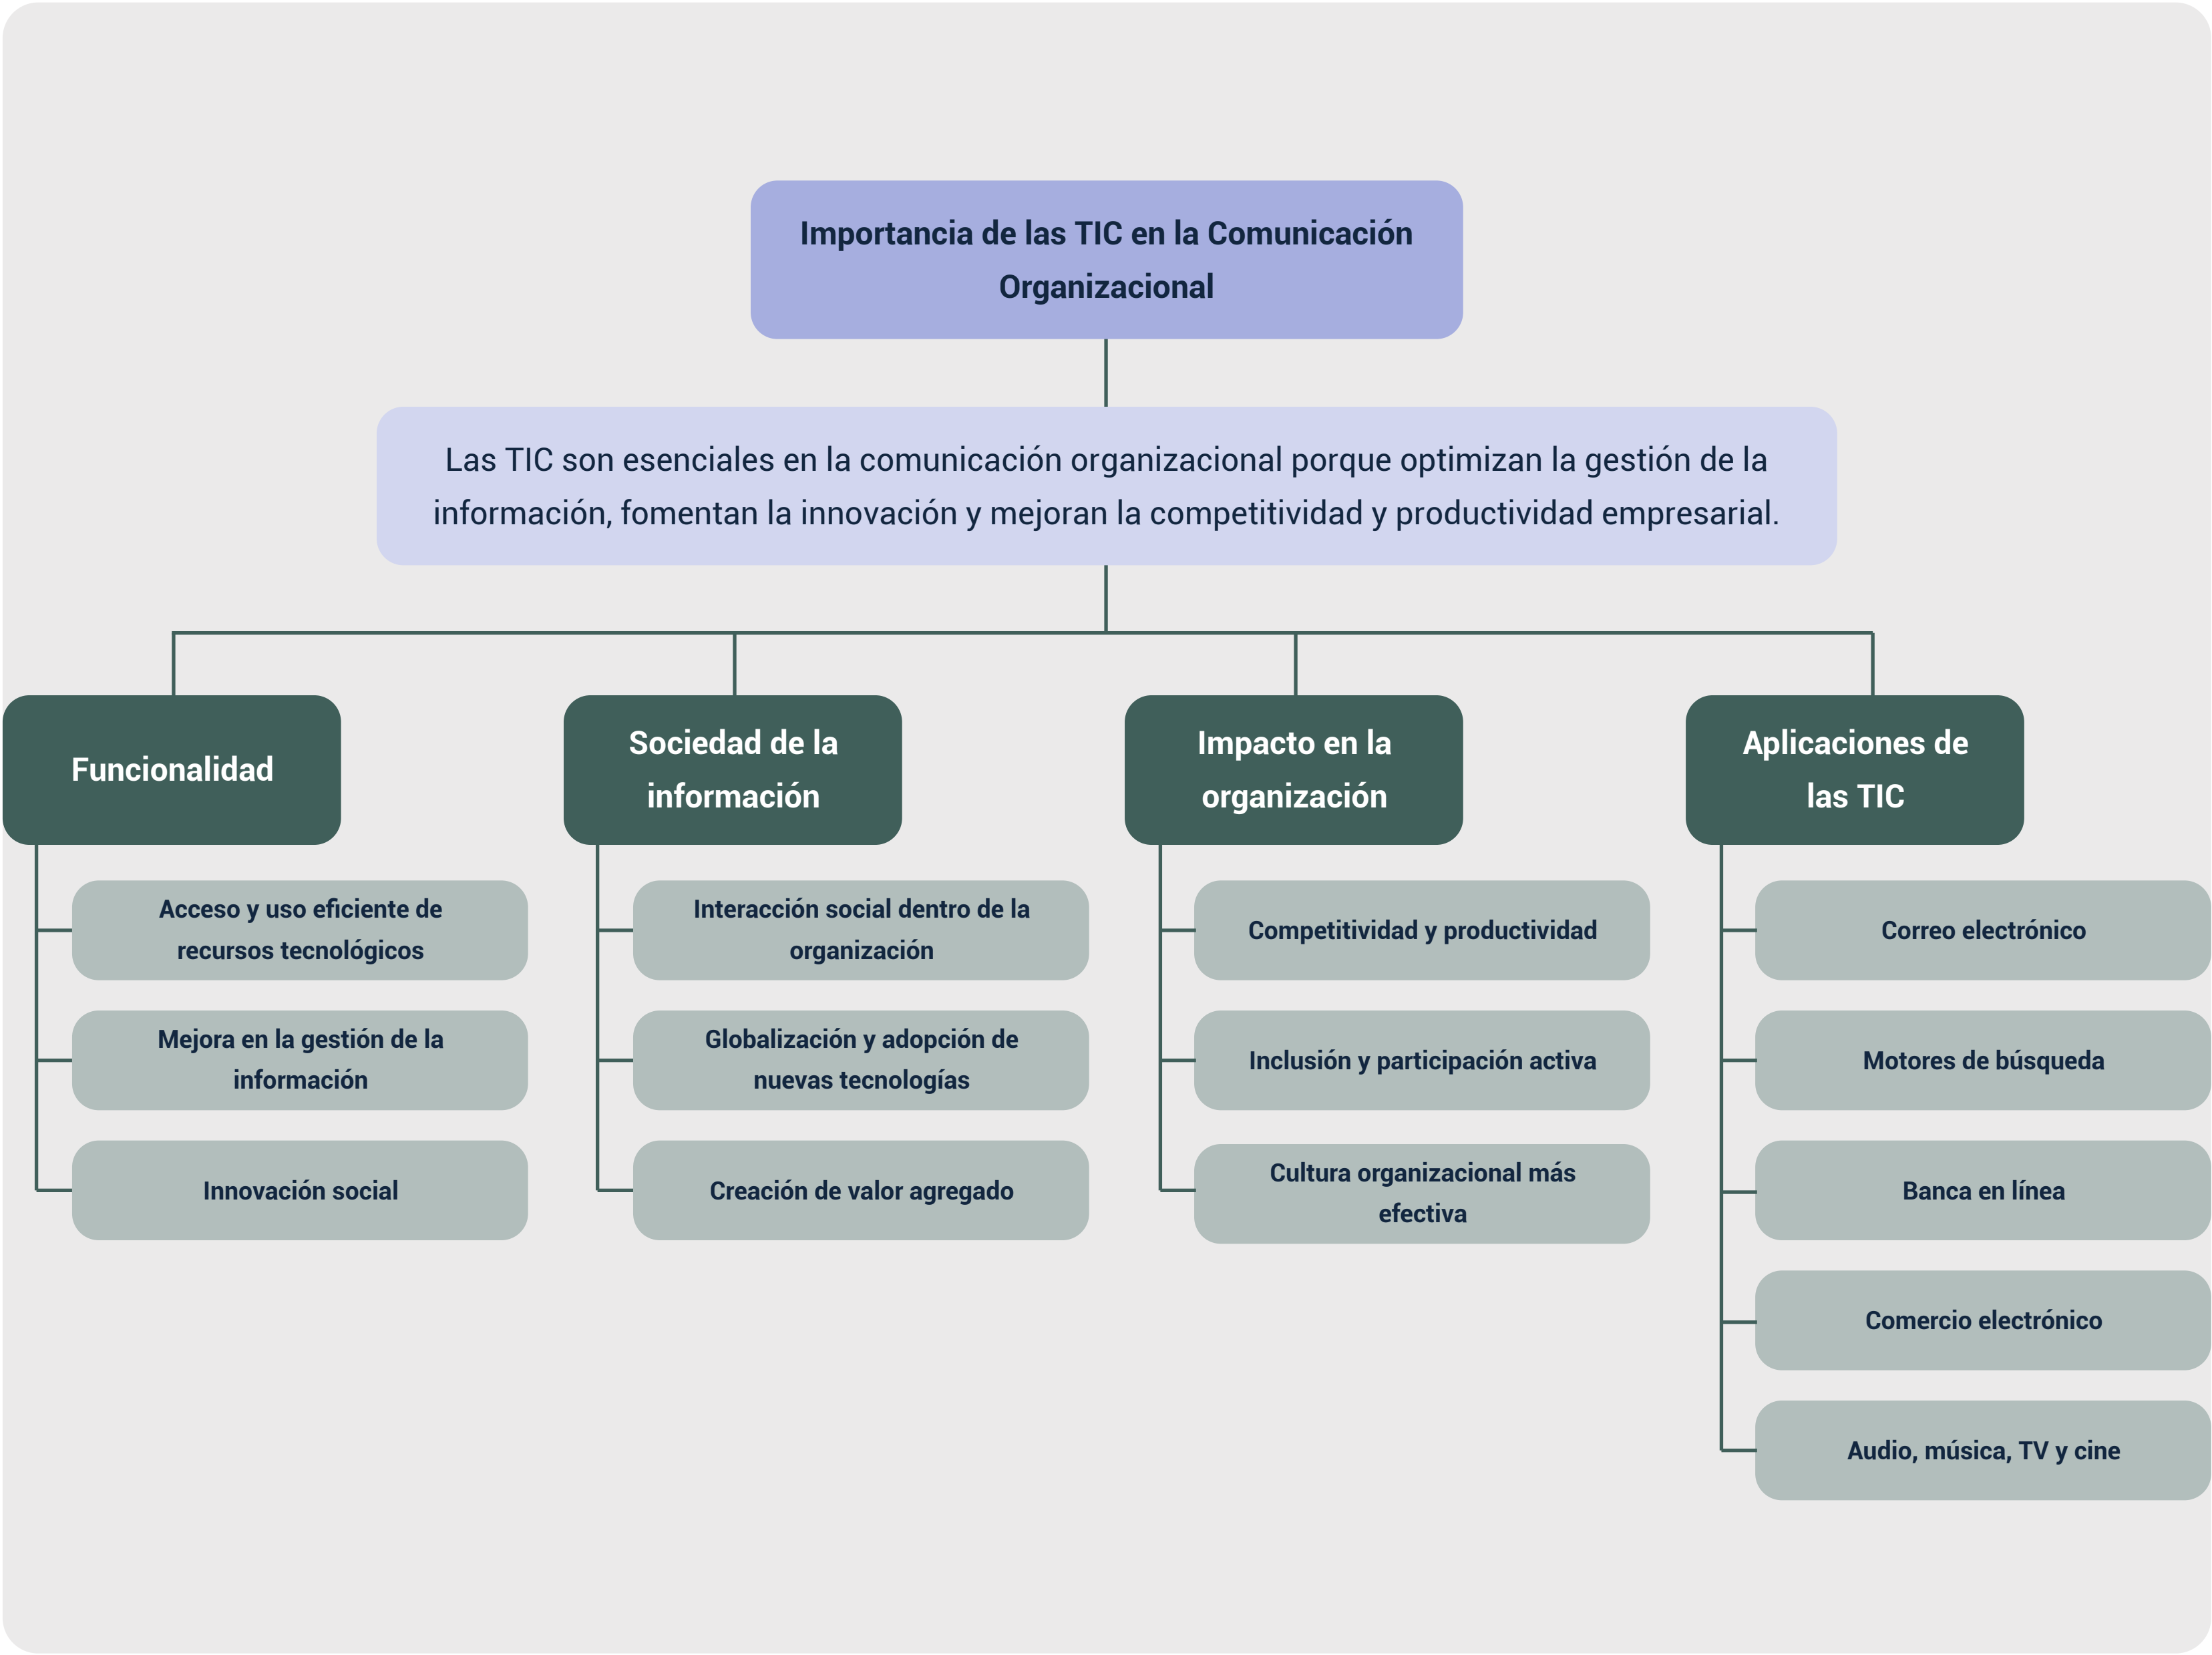 Importancia de las TIC en la Comunicación
Organizacional
Las TIC son esenciales en la comunicación organizacional porque optimizan la gestión de la
información, fomentan la innovación y mejoran la competitividad y productividad empresarial.
Funcionalidad
Acceso y uso eficiente de
recursos tecnológicos
Mejora en la gestión de la
información
Innovación social
Sociedad de la
información
Interacción social dentro de la
organización
Globalización y adopción de
nuevas tecnologías
Creación de valor agregado
Impacto en la
organización
Competitividad y productividad
Inclusión y participación activa
Cultura organizacional más
efectiva
Aplicaciones de
las TIC
Correo electrónico
Motores de búsqueda
Banca en línea
Comercio electrónico
Audio, música, TV y cine